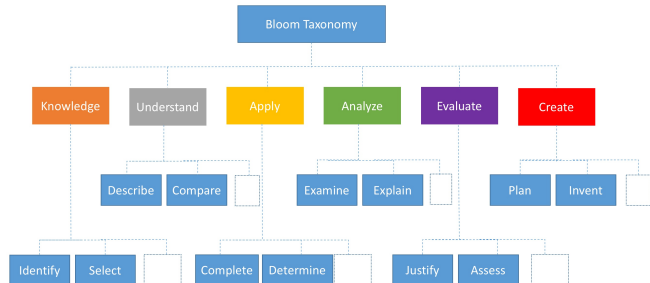 Bloom Taxonomy
Knowledge
Understand
Apply
Analyze
Evaluate
Create
Describe
Compare
Examine
Explain
Plan
Invent
Identify
Select
Complete
Determine
Justify
Assess